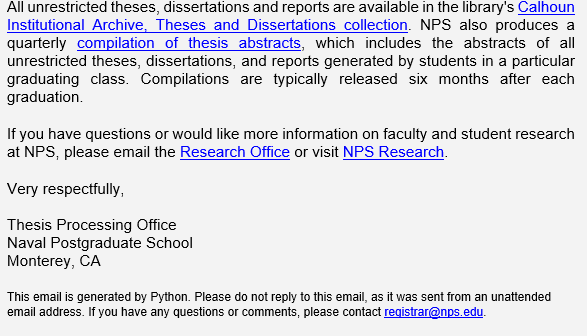 All unrestricted theses, dissertations and reports are available in the library's Calhoun
Institutional Archive, Theses and Dissertations collection. NPS also produces a
quarterly compilation of thesis abstracts, which includes the abstracts of all
unrestricted theses, dissertations, and reports generated by students in a particular
graduating class. Compilations are typically released six months after each
graduation.
If you have questions or would like more information on faculty and student research
at NPS, please email the Research Office or visit NPS Research.
Very respectfully,
Thesis Processing Office
Naval Postgraduate School
Monterey, CA
This email is generated by Python. Please do not reply to this email, as it was sent from an unattended
email address. If you have any questions or comments, please contact registrar@nps.edu.